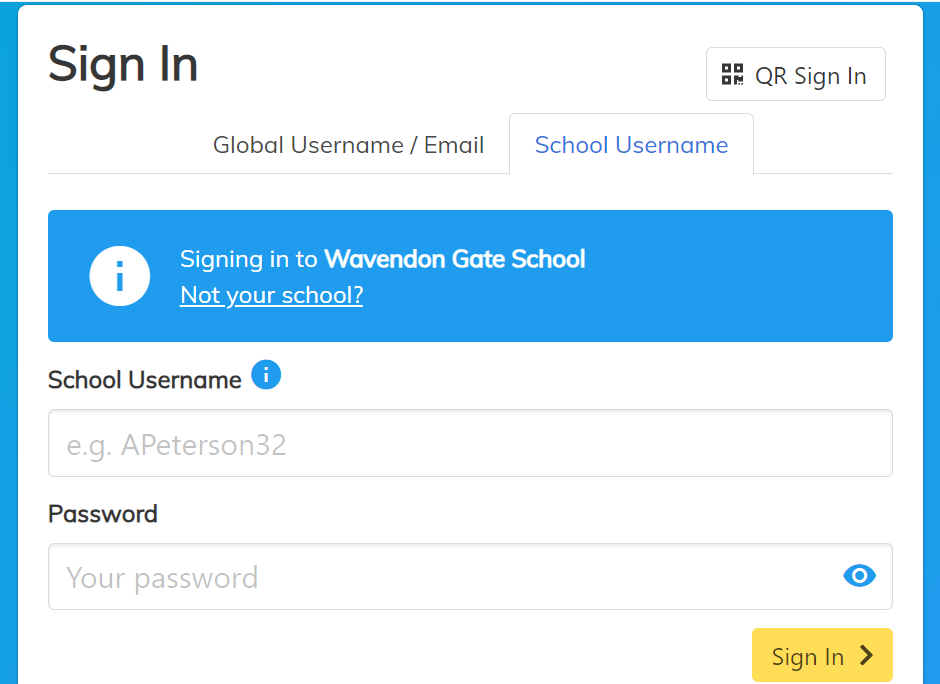 Sign In
QR Sign In
Global Username / Email
School Username
Signing in to Wavendon Gate School
Not your school?
School Username
e.g. APeterson32
Password
Your password
Sign In